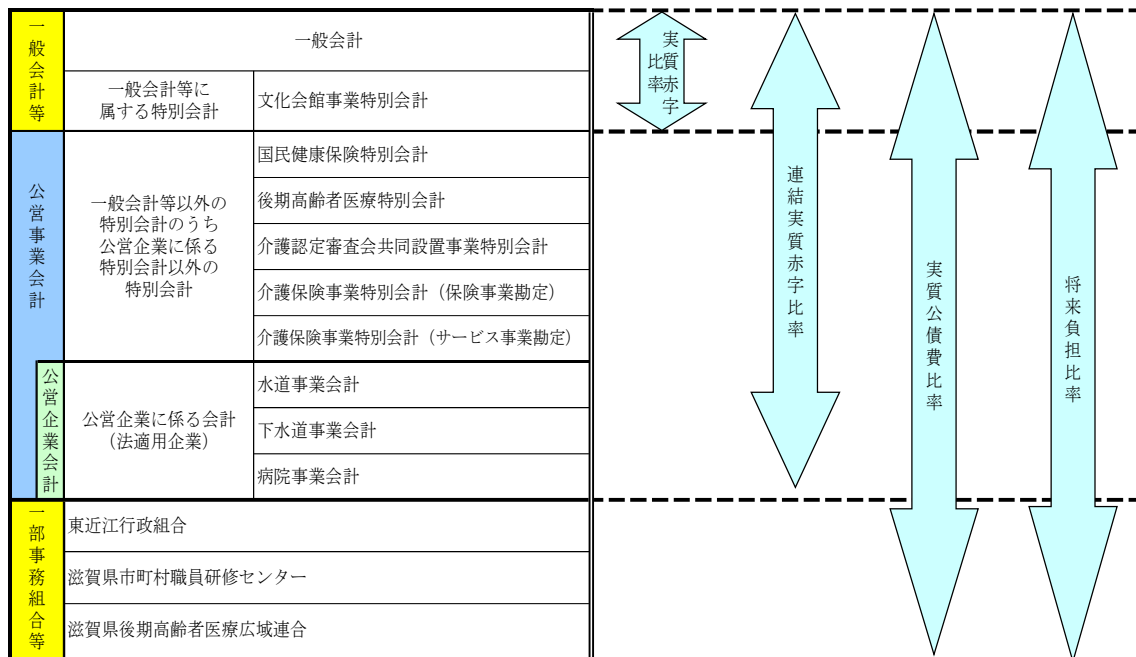 一般会計等
一般会計
一般会計等に
属する特別会計
文化会館事業特別会計
公営事業会計
一般会計等以外の
特別会計のうち
公営企業に係る
特別会計以外の
特別会計
国民健康保険特別会計
後期高齢者医療特別会計
介護認定審査会共同設置事業特別会計
介護保険事業特別会計（保険事業勘定）
介護保険事業特別会計（サービス事業勘定）
公営企業会計
公営企業に係る会計
（法適用企業）
水道事業会計
下水道事業会計
病院事業会計
一部事務組合等
東近江行政組合
滋賀県市町村職員研修センター
滋賀県後期高齢者医療広域連合
実質赤字
比率
連結実質赤字比率
実質公債費比率
将来負担比率